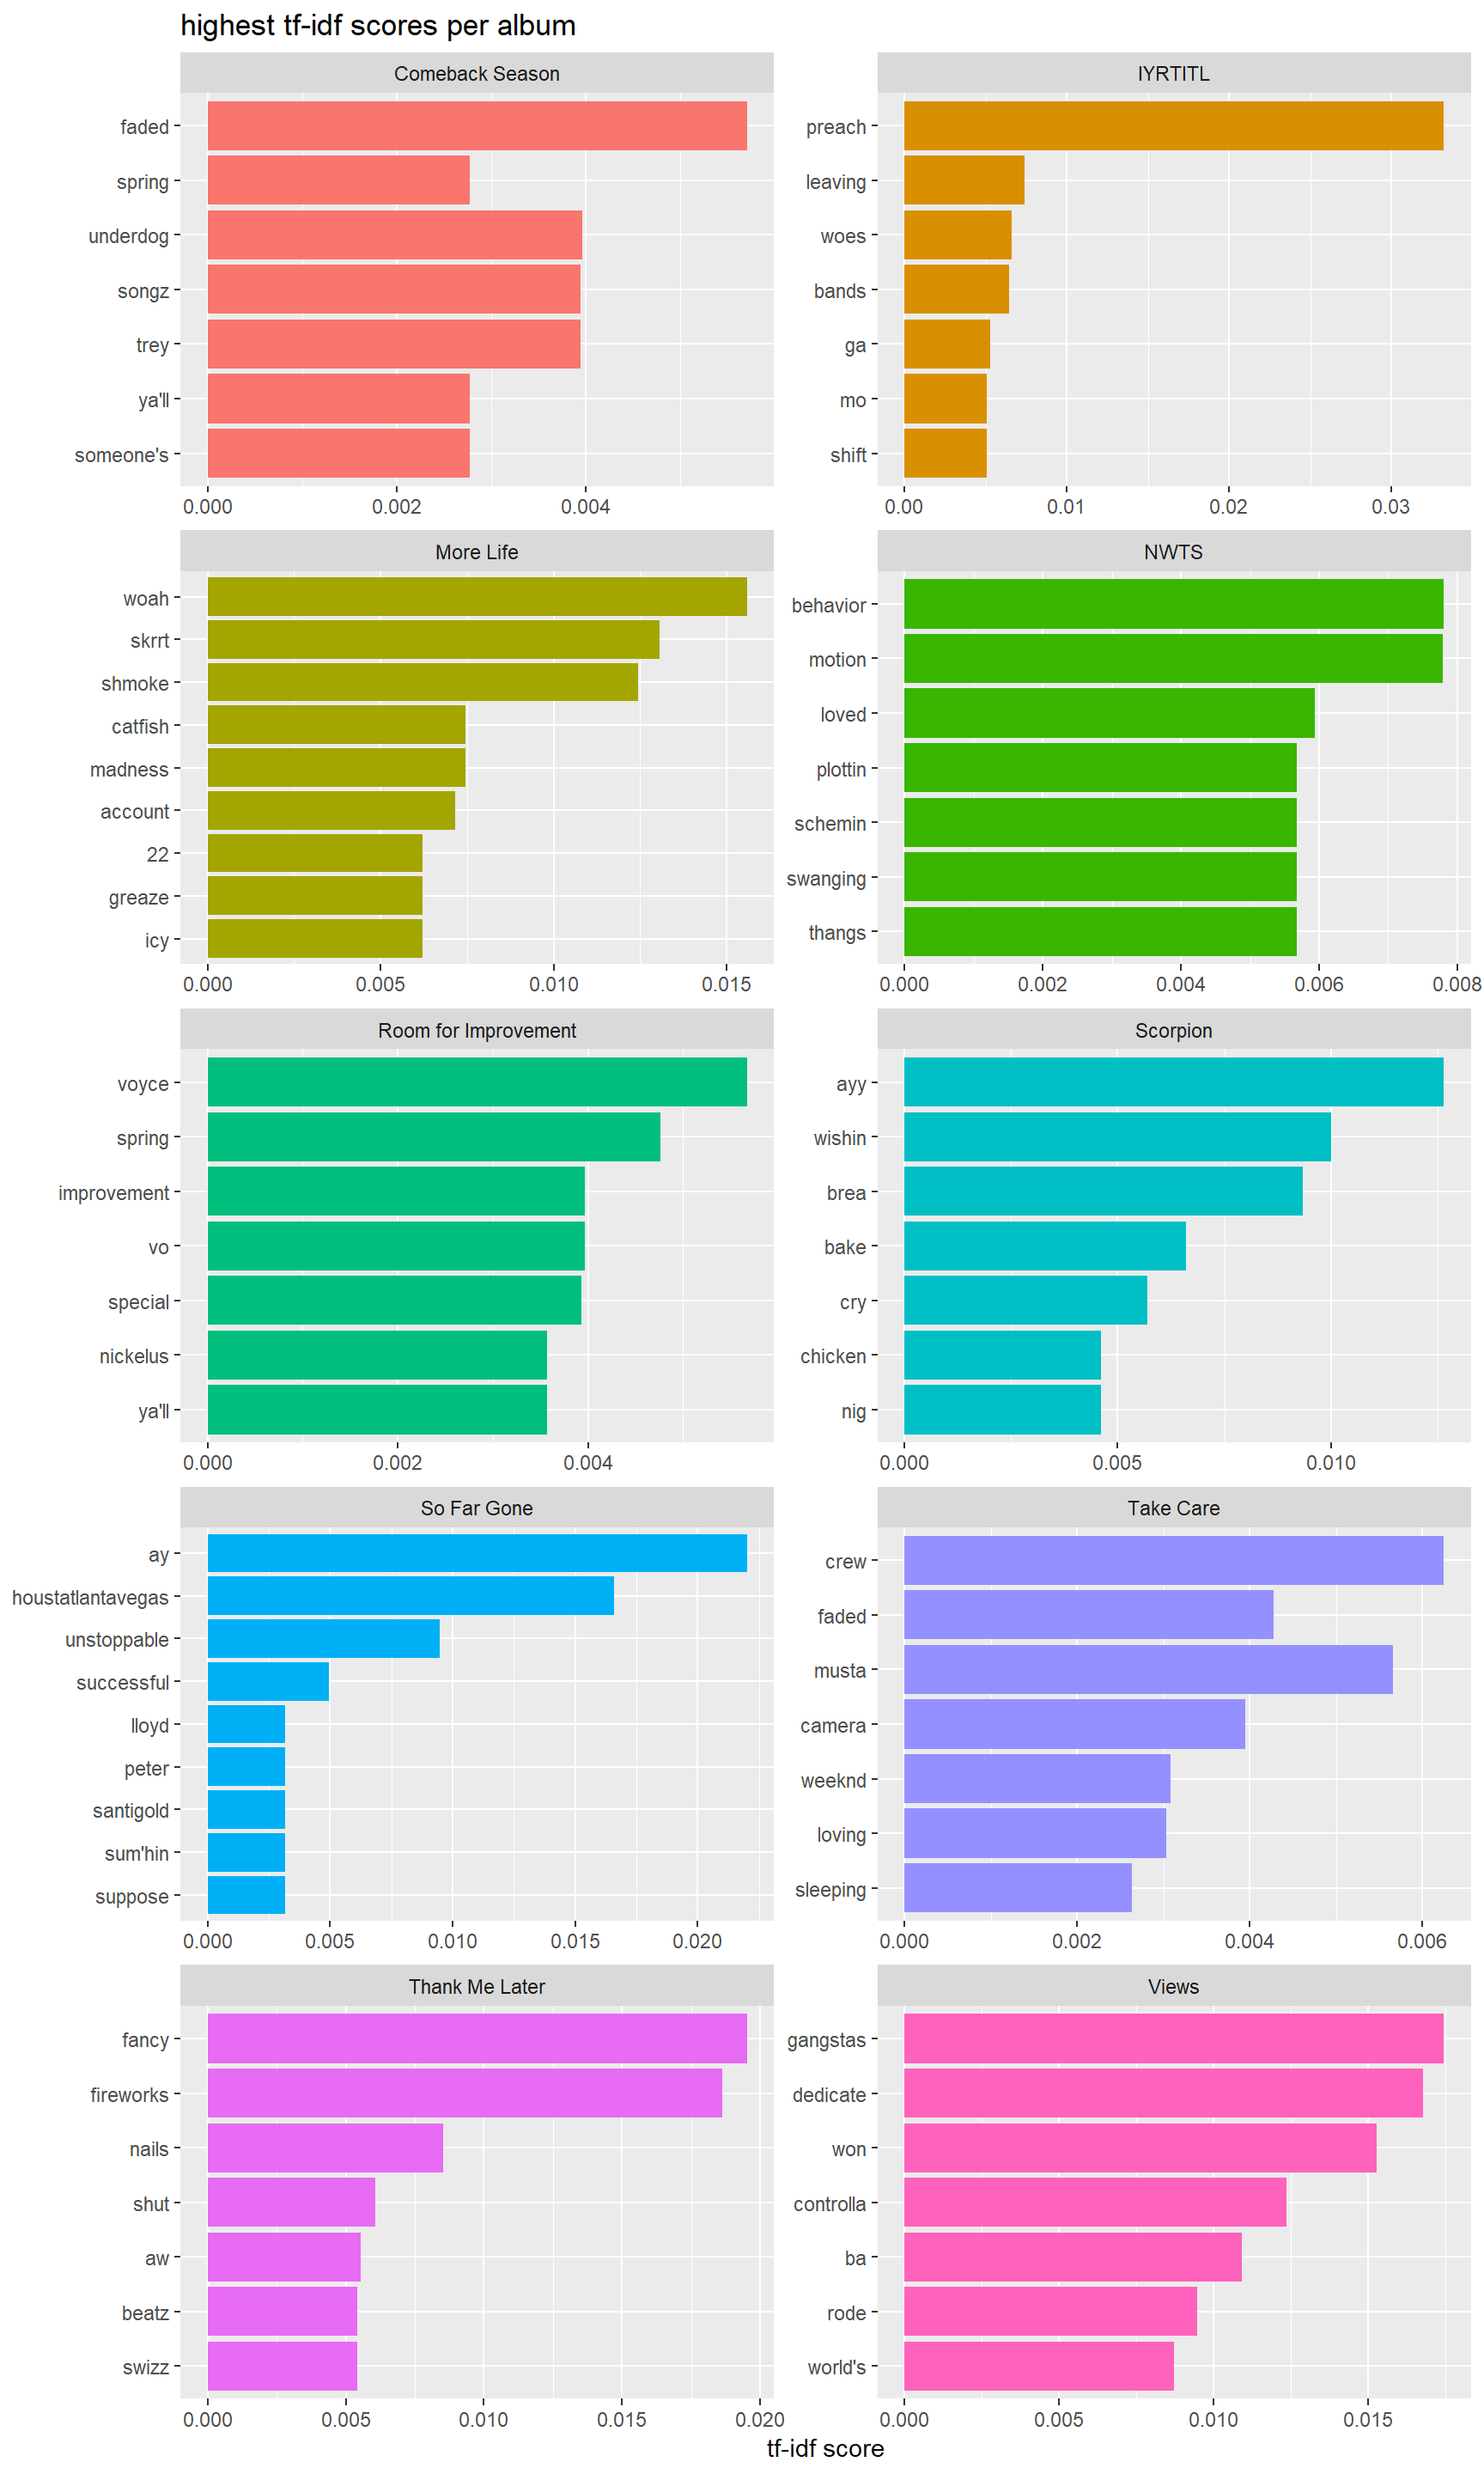 highest tf-idf scores per album
Comeback Season
faded
spring
underdog
songz
trey
ya'll
someone's
0.000 0.002 0.004
IYRTITL
preach
leaving
woes
bands
ga
mo
shift
0.00 0.01 0.02 0.03
More Life
woah
skrrt
shmoke
catfish
madness
account
22
greaze
icy
0.000 0.005 0.010 0.015
NWTS
behavior
motion
loved
plottin
schemin
swanging
thangs
0.000 0.002 0.004 0.006 0.008
Room for Improvement
voyce
spring
improvement
vo
special
nickelus
ya'll
0.000 0.002 0.004
Scorpion
ayy
wishin
brea
bake
cry
chicken
nig
0.000 0.005 0.010
So Far Gone
ay
houstatlantavegas
unstoppable
successful
lloyd
peter
santigold
sum'hin
suppose
0.000 0.005 0.010 0.015 0.020
Take Care
crew
faded
musta
camera
weeknd
loving
sleeping
0.000 0.002 0.004 0.006
Thank Me Later
fancy
fireworks
nails
shut
aw
beatz
swizz
0.000 0.005 0.010 0.015 0.020
Views
gangstas
dedicate
won
controlla
ba
rode
world's
0.000 0.005 0.010 0.015
tf-idf score